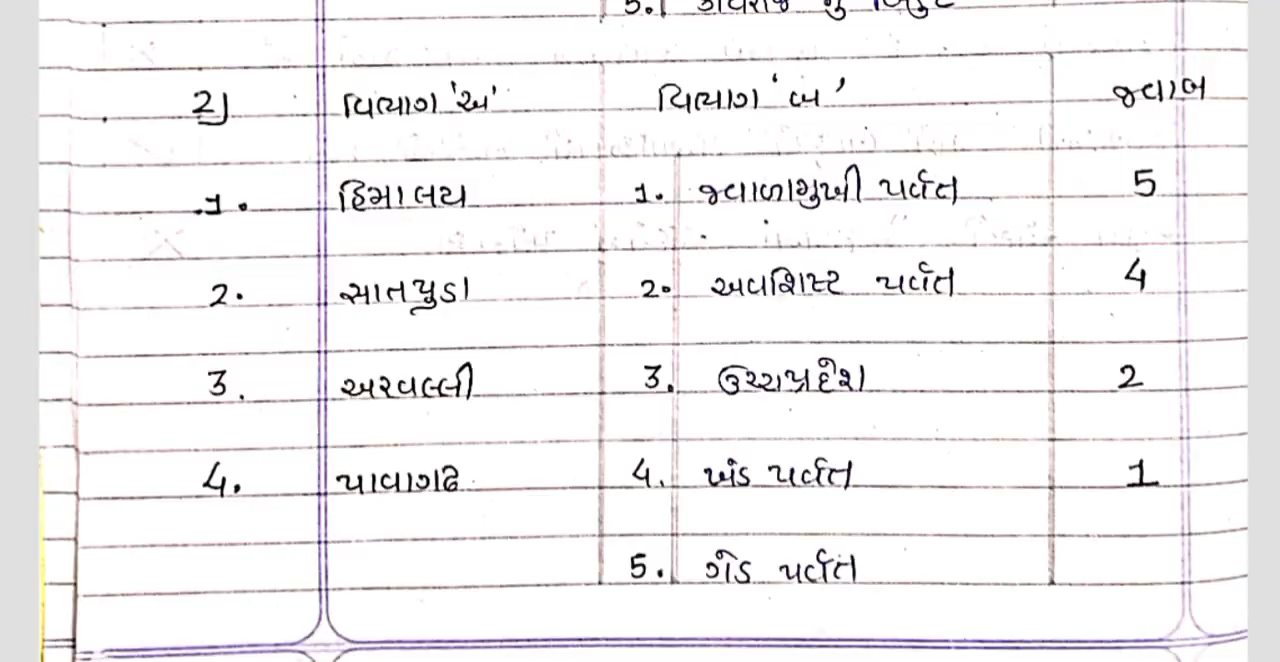 2) વિભાગ 'અ' વિભાગ 'બ' જવાબ
1. હિમાલય 1. જ્વાળામુખી પર્વત 5
2. સાતપુડા 2. અવશિષ્ટ પર્વત 4
3. અરવલ્લી 3. ઉચ્ચપ્રદેશ 2
4. પાવાગઢ 4. ખંડ પર્વત 1
5. ગેડ પર્વત